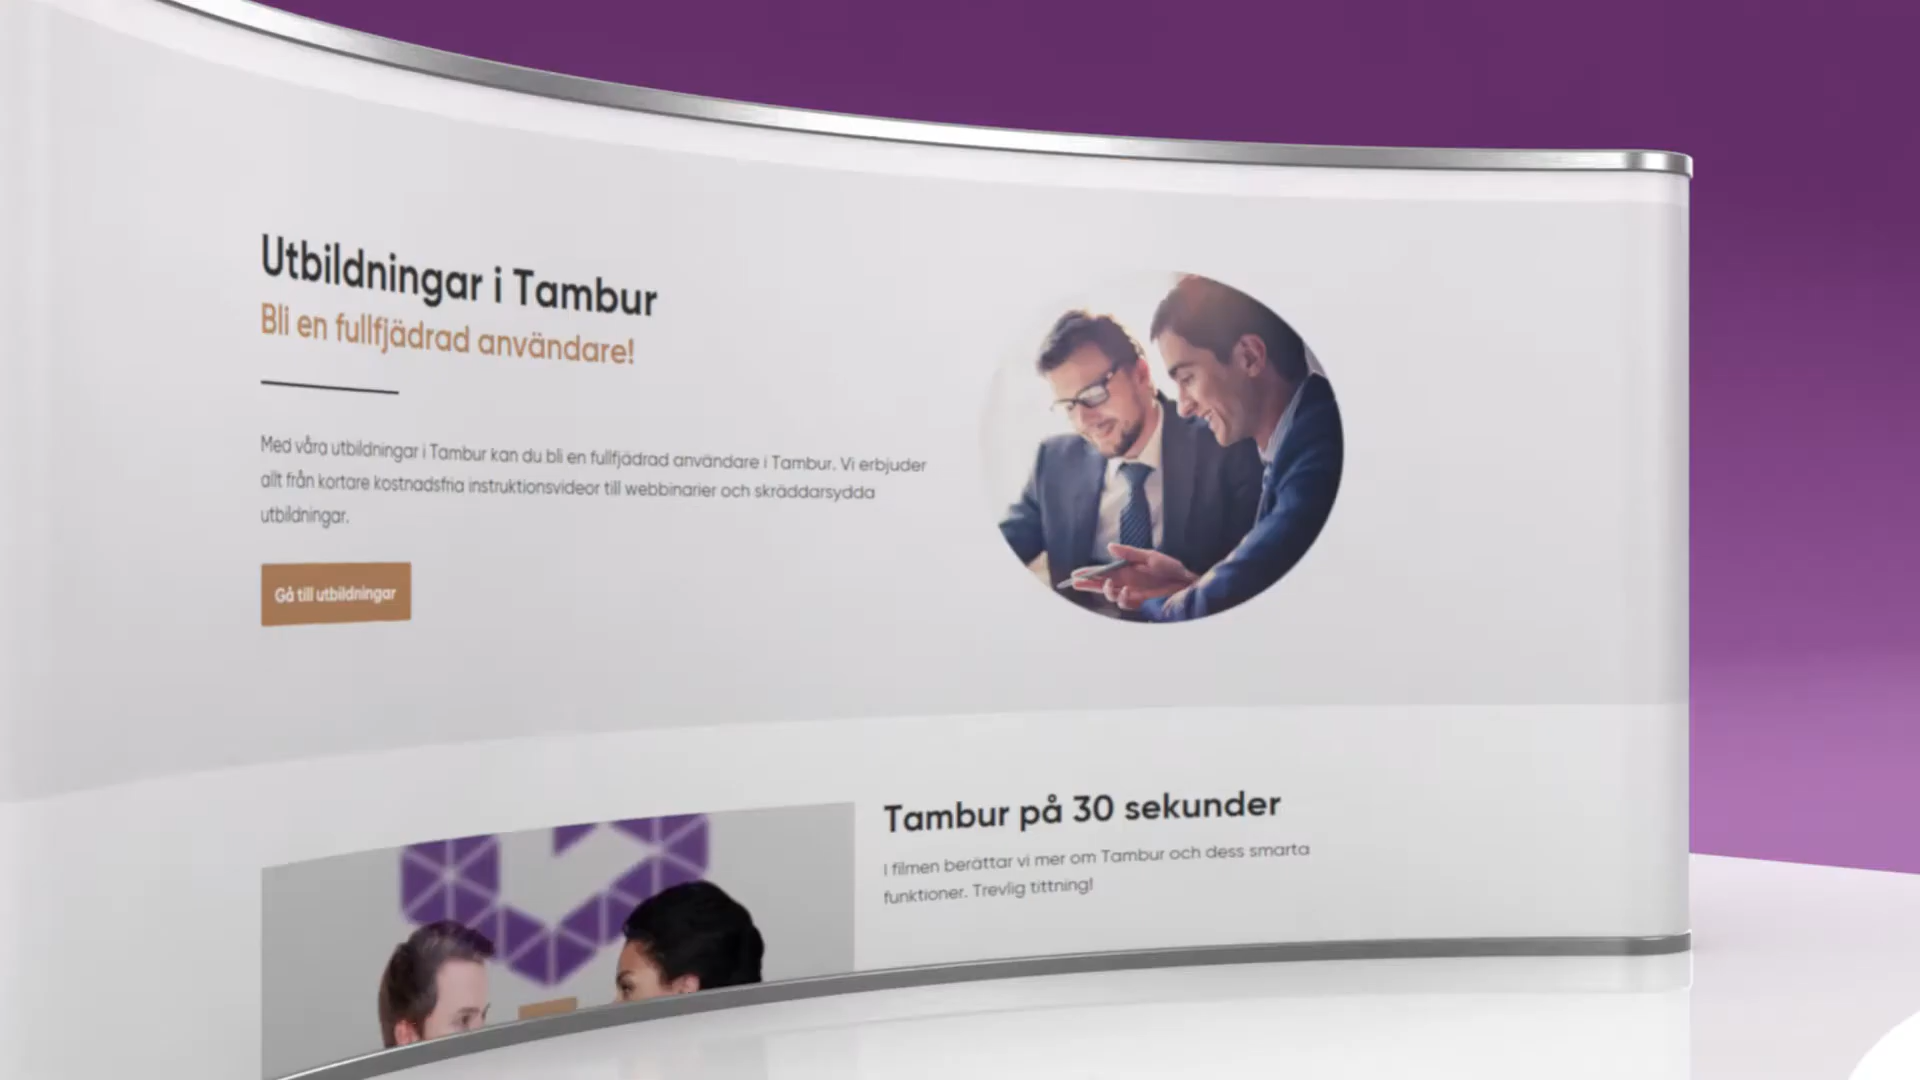 Utbildningar i Tambur
Bli en fullfjädrad användare!
Med våra utbildningar i Tambur kan du bli en fullfjädrad användare i Tambur. Vi erbjuder
allt från kortare kostnadsfria instruktionsvideor till webbinarier och skräddarsydda
utbildningar.
Gå till utbildningar
Tambur på 30 sekunder
I filmen berättar vi mer om Tambur och dess smarta
funktioner. Trevlig tittning!